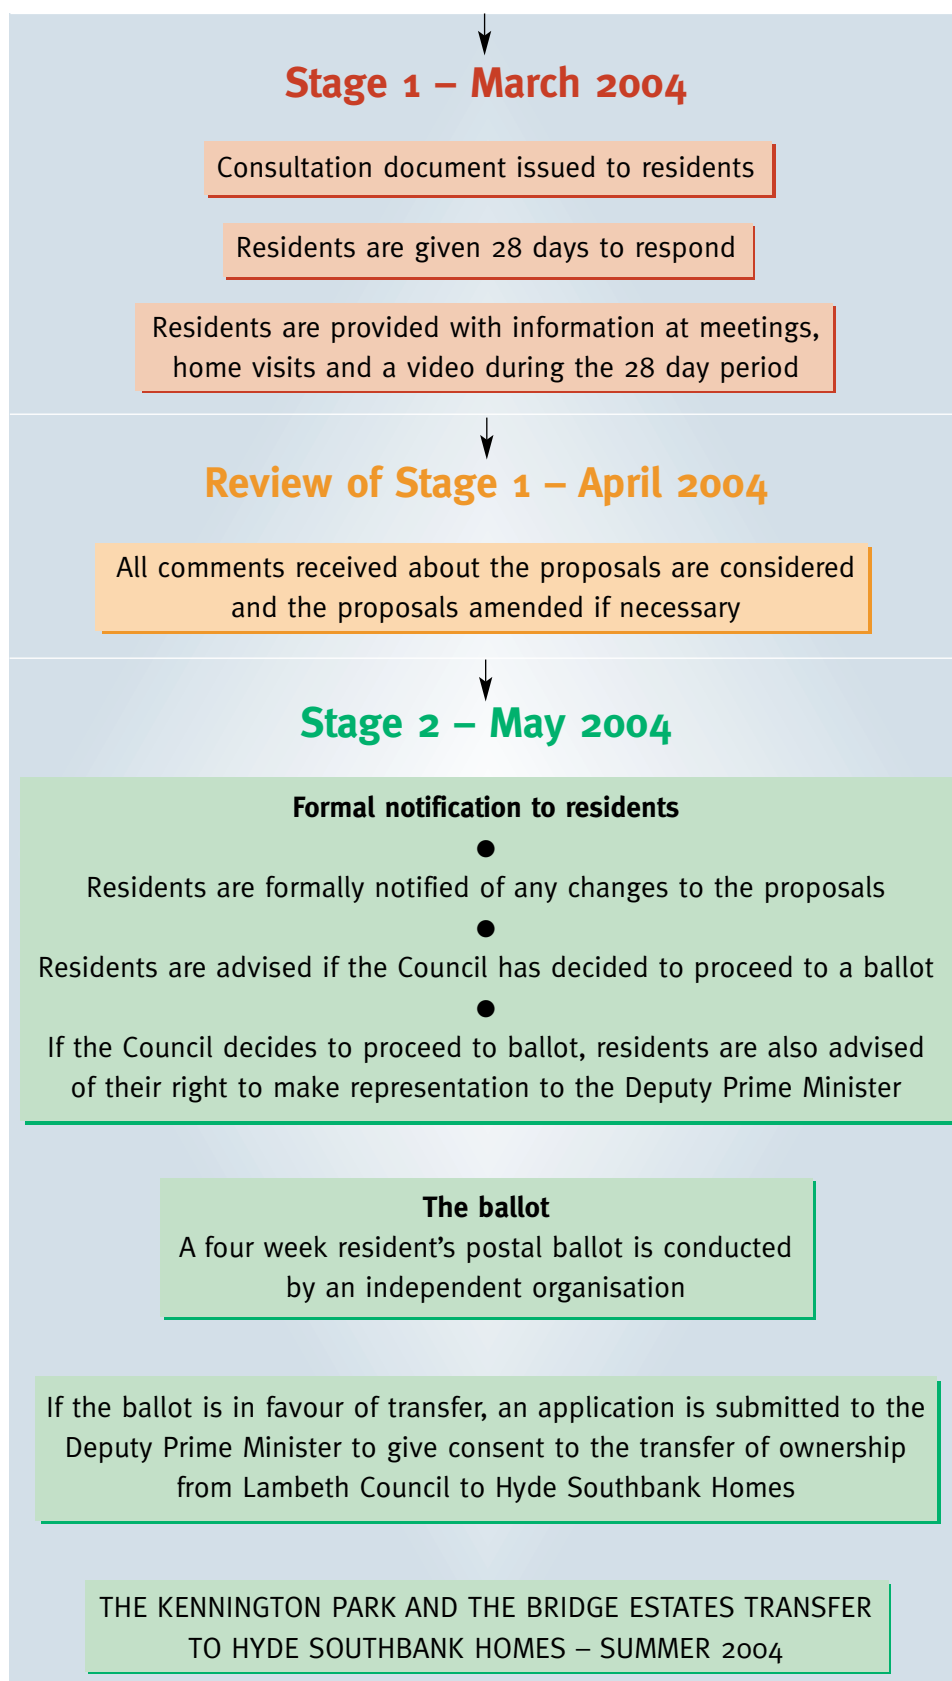 Stage 1 – March 2004
Consultation document issued to residents
Residents are given 28 days to respond
Residents are provided with information at meetings,
home visits and a video during the 28 day period
Review of Stage 1 – April 2004
All comments received about the proposals are considered
and the proposals amended if necessary
Stage 2 – May 2004
Formal notification to residents
●
Residents are formally notified of any changes to the proposals
●
Residents are advised if the Council has decided to proceed to a ballot
●
If the Council decides to proceed to ballot, residents are also advised
of their right to make representation to the Deputy Prime Minister
The ballot
A four week resident's postal ballot is conducted
by an independent organisation
If the ballot is in favour of transfer, an application is submitted to the
Deputy Prime Minister to give consent to the transfer of ownership
from Lambeth Council to Hyde Southbank Homes
THE KENNINGTON PARK AND THE BRIDGE ESTATES TRANSFER
TO HYDE SOUTHBANK HOMES – SUMMER 2004